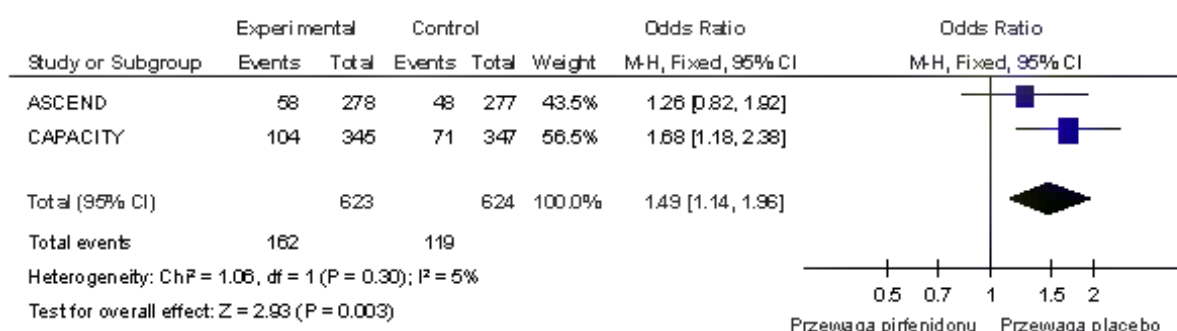 Experimental Control Odds Ratio Odds Ratio
Study or Subgroup Events Total Events Total Weight M-H, Fixed, 95% CI M-H, Fixed, 95% CI
ASCEND 58 278 48 277 43.5% 1.26 [0.82, 1.92]
CAPACITY 104 345 71 347 56.5% 1.68 [1.18, 2.38]
Total (95% CI) 623 624 100.0% 1.49 [1.14, 1.96]
Total events 162 119
Heterogeneity: Chi² = 1.06, df = 1 (P = 0.30); I² = 5%
Test for overall effect: Z = 2.93 (P = 0.003)
0.5 0.7 1 1.5 2
Przewaga pirfenidonu Przewaga placebo